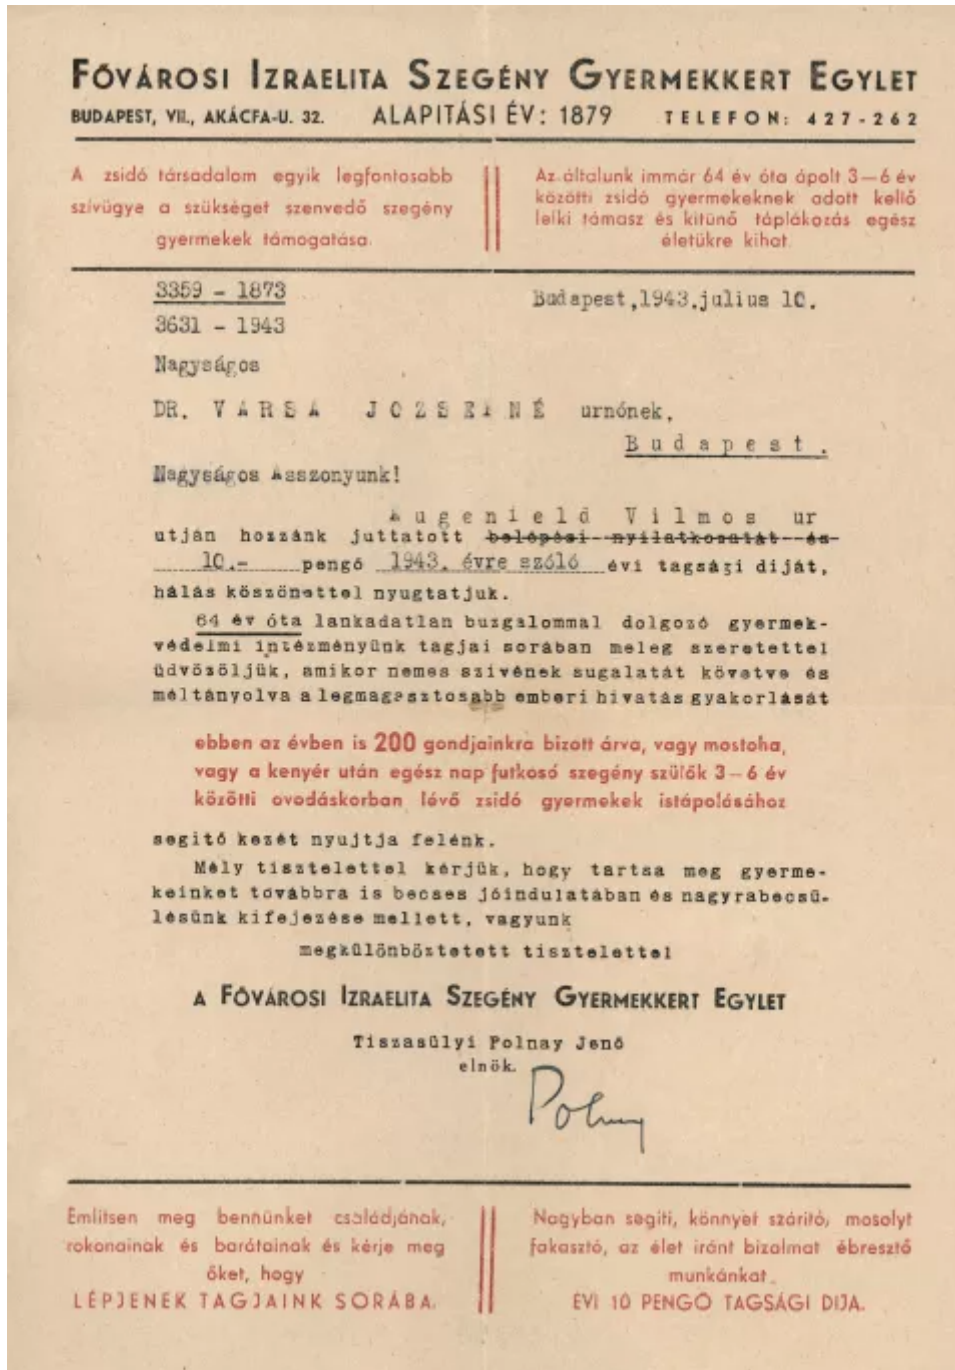 FŐVÁROSI IZRAELITA SZEGÉNY GYERMEKKERT EGYLET
BUDAPEST, VII., AKÁCFA-U. 32. ALAPITÁSI ÉV: 1879 TELEFON: 427-262
A zsidó társadalom egyik legfontosabb
szívügye a szükséget szenvedő szegény
gyermekek támogatása.
Az általunk immár 64 év óta ápolt 3—6 év
közötti zsidó gyermekeknek adott kellő
lelki támasz és kitünő táplákozás egész
életükre kihat.
3359 - 1873
3631 - 1943
Budapest,1943.julius 10.
Nagyságos
DR. VARSA JOZSEFNÉ urnónek,
Budapest.
Nagyságos Asszonyunk!
Vilmos ur
utján hozzánk juttatott belépési nyilatkozatát és
10.- pengő 1943. évre szóló évi tagsági diját,
hálás köszönettel nyugtatjuk.
64 év óta lankadatlan buzgalommal dolgozó gyermek-
védelmi intézményünk tagjai sorában meleg szeretettel
üdvözöljük, amikor nemes szivének sugalatát követve és
méltányolva a legmagasztosabb emberi hivatás gyakorlását
ebben az évben is 200 gondjainkra bizott árva, vagy mostoha,
vagy a kenyér után egész nap futkosó szegény szülők 3—6 év
közötti ovodáskorban lévő zsidó gyermekek istápolásához
segitő kezét nyujtja felénk.
Mély tisztelettel kérjük, hogy tartsa meg gyerme-
keinket továbbra is becses jóindulatában és nagyrabecsü-
lésünk kifejezése mellett, vagyunk
megkülönböztetett tisztelettel
A FŐVÁROSI IZRAELITA SZEGÉNY GYERMEKKERT EGYLET
Tiszasülyi Polnay Jenő
elnök.
Polnay
Emlitsen meg bennünket családjának,
rokonainak és barátainak és kérje meg
őket, hogy
LÉPJENEK TAGJAINK SORÁBA.
Nagyban segiti, könnyet száritó, mosolyt
fakasztó, az élet iránt bizalmat ébresztő
munkánkat.
ÉVI 10 PENGŐ TAGSÁGI DIJA.